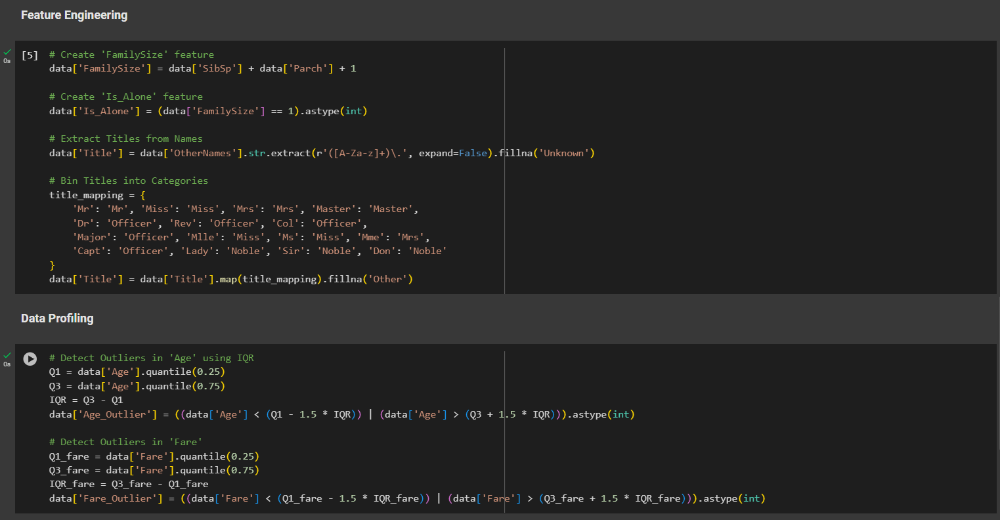 Feature Engineering
0s
[5] # Create 'FamilySize' feature
data['FamilySize'] = data['SibSp'] + data['Parch'] + 1
# Create 'Is_Alone' feature
data['Is_Alone'] = (data['FamilySize'] == 1).astype(int)
# Extract Titles from Names
data['Title'] = data['OtherNames'].str.extract(r'([A-Za-z]+)\.', expand=False).fillna('Unknown')
# Bin Titles into Categories
title_mapping = {
    'Mr': 'Mr', 'Miss': 'Miss', 'Mrs': 'Mrs', 'Master': 'Master',
    'Dr': 'Officer', 'Rev': 'Officer', 'Col': 'Officer',
    'Major': 'Officer', 'Mlle': 'Miss', 'Ms': 'Miss', 'Mme': 'Mrs',
    'Capt': 'Officer', 'Lady': 'Noble', 'Sir': 'Noble', 'Don': 'Noble'
}
data['Title'] = data['Title'].map(title_mapping).fillna('Other')
Data Profiling
0s
# Detect Outliers in 'Age' using IQR
Q1 = data['Age'].quantile(0.25)
Q3 = data['Age'].quantile(0.75)
IQR = Q3 - Q1
data['Age_Outlier'] = ((data['Age'] < (Q1 - 1.5 * IQR)) | (data['Age'] > (Q3 + 1.5 * IQR))).astype(int)
# Detect Outliers in 'Fare'
Q1_fare = data['Fare'].quantile(0.25)
Q3_fare = data['Fare'].quantile(0.75)
IQR_fare = Q3_fare - Q1_fare
data['Fare_Outlier'] = ((data['Fare'] < (Q1_fare - 1.5 * IQR_fare)) | (data['Fare'] > (Q3_fare + 1.5 * IQR_fare))).astype(int)